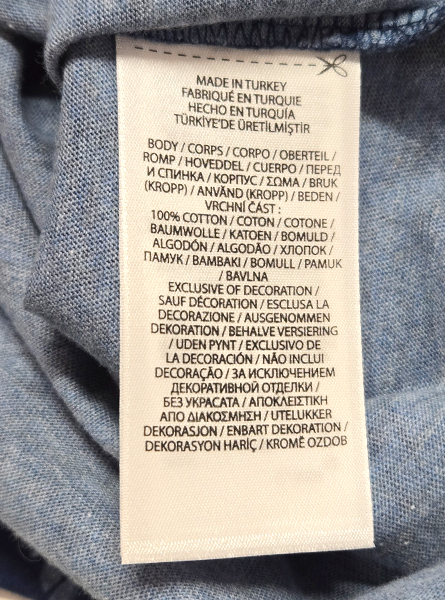 MADE IN TURKEY
FABRIQUÉ EN TURQUIE
HECHO EN TURQUÍA
TÜRKİYE'DE ÜRETİLMİŞTİR
BODY / CORPS / CORPO / OBERTEIL /
ROMP / HOVEDDEL / CUERPO / ПЕРЕД
И СПИНКА / КОРПУС / ΣΩΜΑ / BRUK
(KROPP) / ANVÄND (KROPP) / BEDEN /
VRCHNÍ ČÁST :
100% COTTON / COTON / COTONE /
BAUMWOLLE / KATOEN / BOMULD /
ALGODÓN / ALGODÃO / ХЛОПОК /
ПАМУК / BAMBAKI / BOMULL / PAMUK
/ BAVLNA
EXCLUSIVE OF DECORATION /
SAUF DÉCORATION / ESCLUSA LA
DECORAZIONE / AUSGENOMMEN
DEKORATION / BEHALVE VERSIERING
/ UDEN PYNT / EXCLUSIVO DE
LA DECORACIÓN / NÃO INCLUI
DECORAÇÃO / ЗА ИСКЛЮЧЕНИЕМ
ДЕКОРАТИВНОЙ ОТДЕЛКИ /
БЕЗ УКРАСАТА / ΑΠΟΚΛΕΙΣΤΙΚΗ
ΑΠΟ ΔΙΑΚΟΣΜΗΣΗ / UTELUKKER
DEKORASJON / ENBART DEKORATION /
DEKORASYON HARİÇ / KROMĚ OZDOB